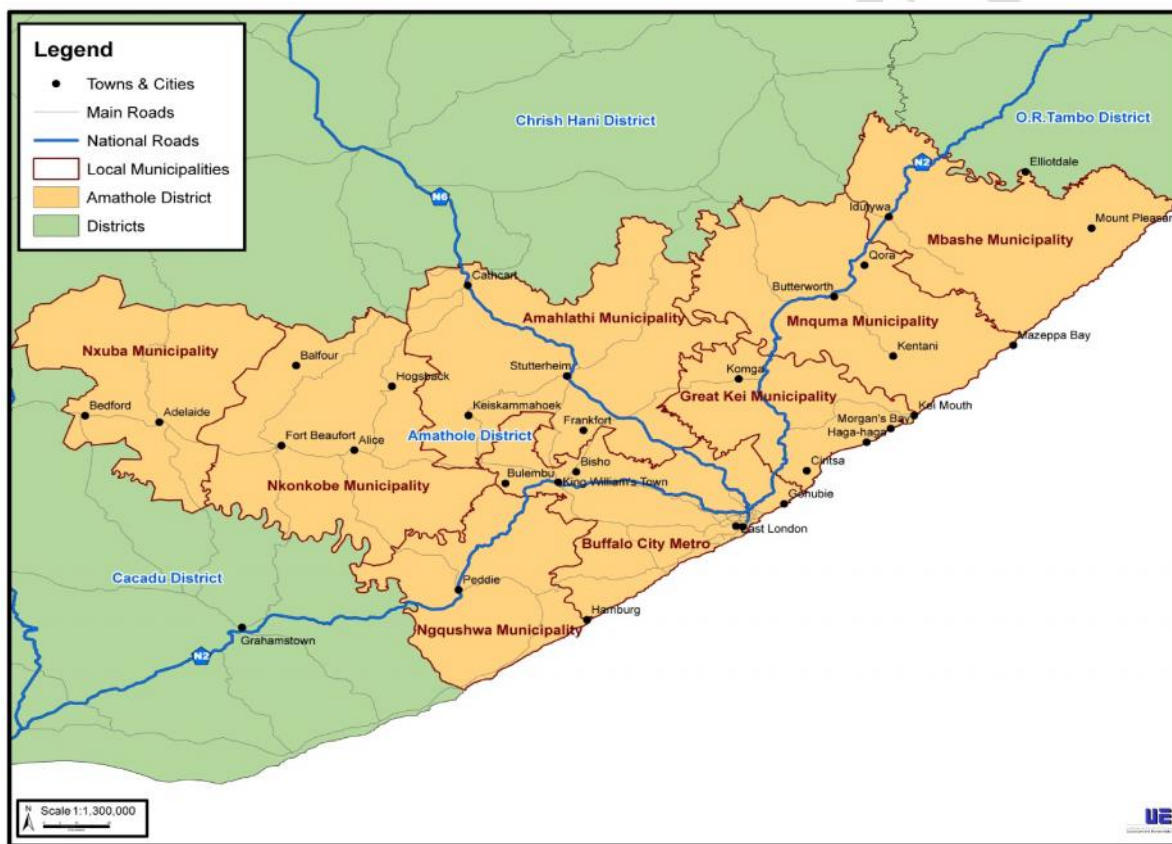 Legend
Towns & Cities
Main Roads
National Roads
Local Municipalities
Amathole District
Districts
Chrish Hani District
O.R.Tambo District
N2
Elliotdale
N6
Idutywa
Mount Pleasan
Mbashe Municipality
Qora
Cathcart
Butterworth
Amahlathi Municipality
Mnquma Municipality
Mazeppa Bay
Nxuba Municipality
Kentani
Balfour
Stutterheim
Komga
Hogsback
Great Kei Municipality
Bedford
Adelaide
Keiskammahoek
Kei Mouth
Morgan's Bay
Frankfort
Amathole District
Haga-haga
Fort Beaufort
Alice
Bisho
Cintsa
Bulembu
King William's Town
Nkonkobe Municipality
Gonubie
East London
Buffalo City Metro
Cacadu District
Peddie
Hamburg
Ngqushwa Municipality
Grahamstown
N2
N
Scale 1:1,300,000